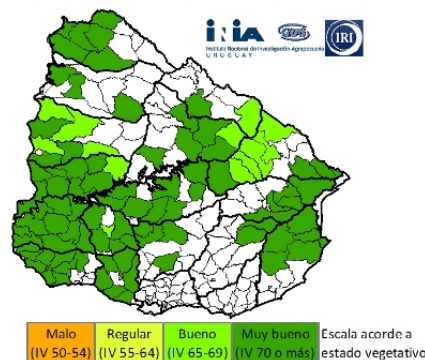 INIA
GRAS
IRI
Instituto Nacional de Investigación Agropecuaria
URUGUAY
Malo
(IV 50-54)
Regular
(IV 55-64)
Bueno
(IV 65-69)
Muy bueno
(IV 70 o más)
Escala acorde a
estado vegetativo